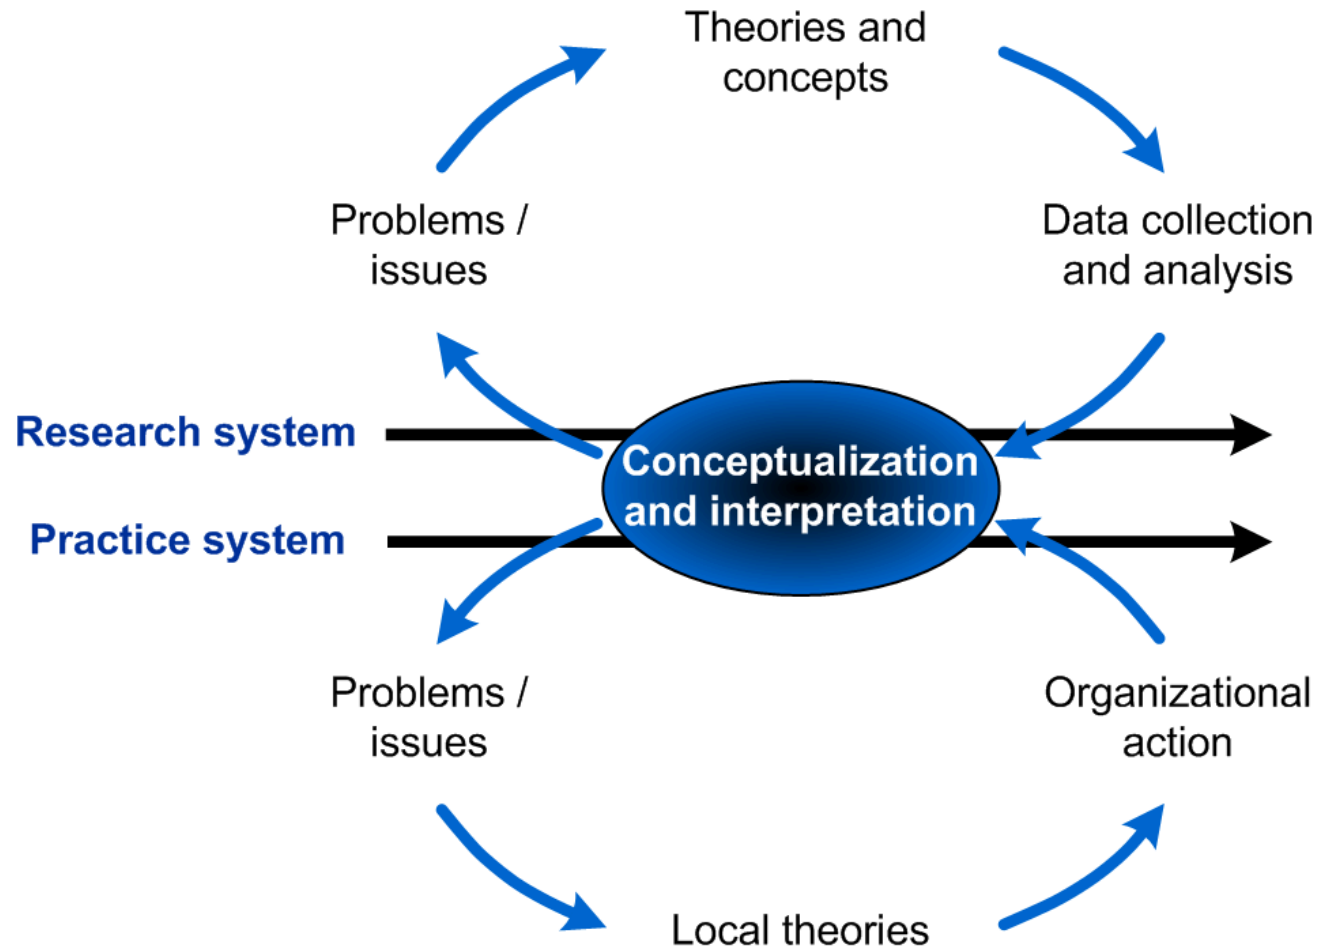 Theories and
concepts
Problems /
issues
Data collection
and analysis
Research system
Conceptualization
and interpretation
Practice system
Problems /
issues
Organizational
action
Local theories